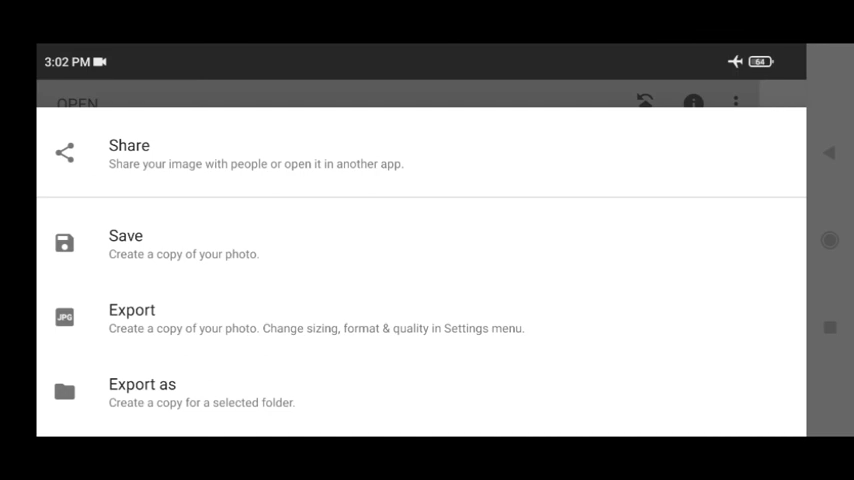 3:02 PM
64
OPEN
Share
Share your image with people or open it in another app.
Save
Create a copy of your photo.
JPG
Export
Create a copy of your photo. Change sizing, format & quality in Settings menu.
Export as
Create a copy for a selected folder.